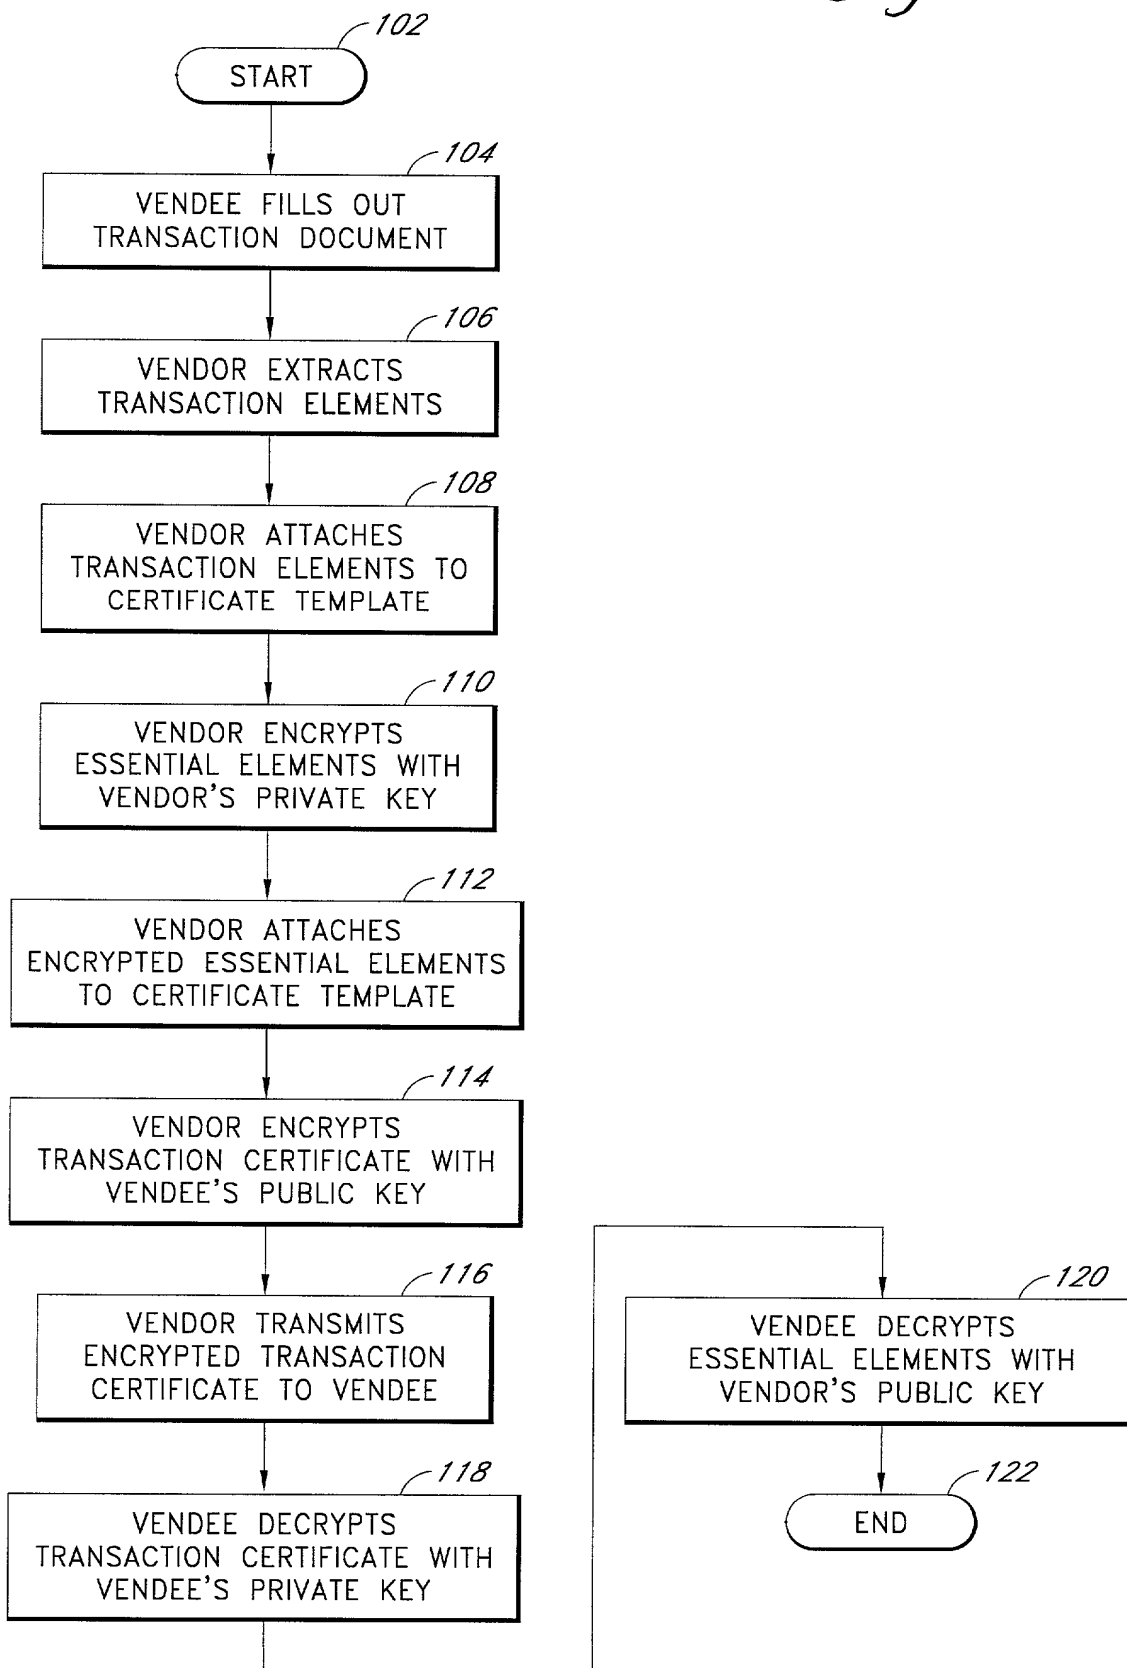 102
START
104
VENDEE FILLS OUT
TRANSACTION DOCUMENT
106
VENDOR EXTRACTS
TRANSACTION ELEMENTS
108
VENDOR ATTACHES
TRANSACTION ELEMENTS TO
CERTIFICATE TEMPLATE
110
VENDOR ENCRYPTS
ESSENTIAL ELEMENTS WITH
VENDOR'S PRIVATE KEY
112
VENDOR ATTACHES
ENCRYPTED ESSENTIAL ELEMENTS
TO CERTIFICATE TEMPLATE
114
VENDOR ENCRYPTS
TRANSACTION CERTIFICATE WITH
VENDEE'S PUBLIC KEY
116
VENDOR TRANSMITS
ENCRYPTED TRANSACTION
CERTIFICATE TO VENDEE
118
VENDEE DECRYPTS
TRANSACTION CERTIFICATE WITH
VENDEE'S PRIVATE KEY
120
VENDEE DECRYPTS
ESSENTIAL ELEMENTS WITH
VENDOR'S PUBLIC KEY
122
END